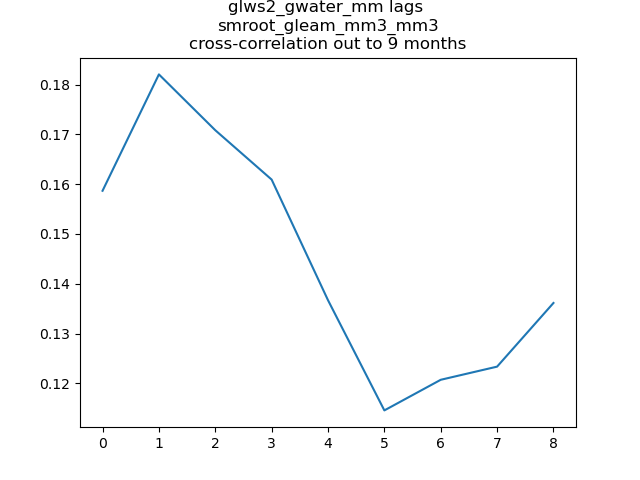 glws2_gwater_mm lags
smroot_gleam_mm3_mm3
cross-correlation out to 9 months
0.18
0.17
0.16
0.15
0.14
0.13
0.12
0 1 2 3 4 5 6 7 8